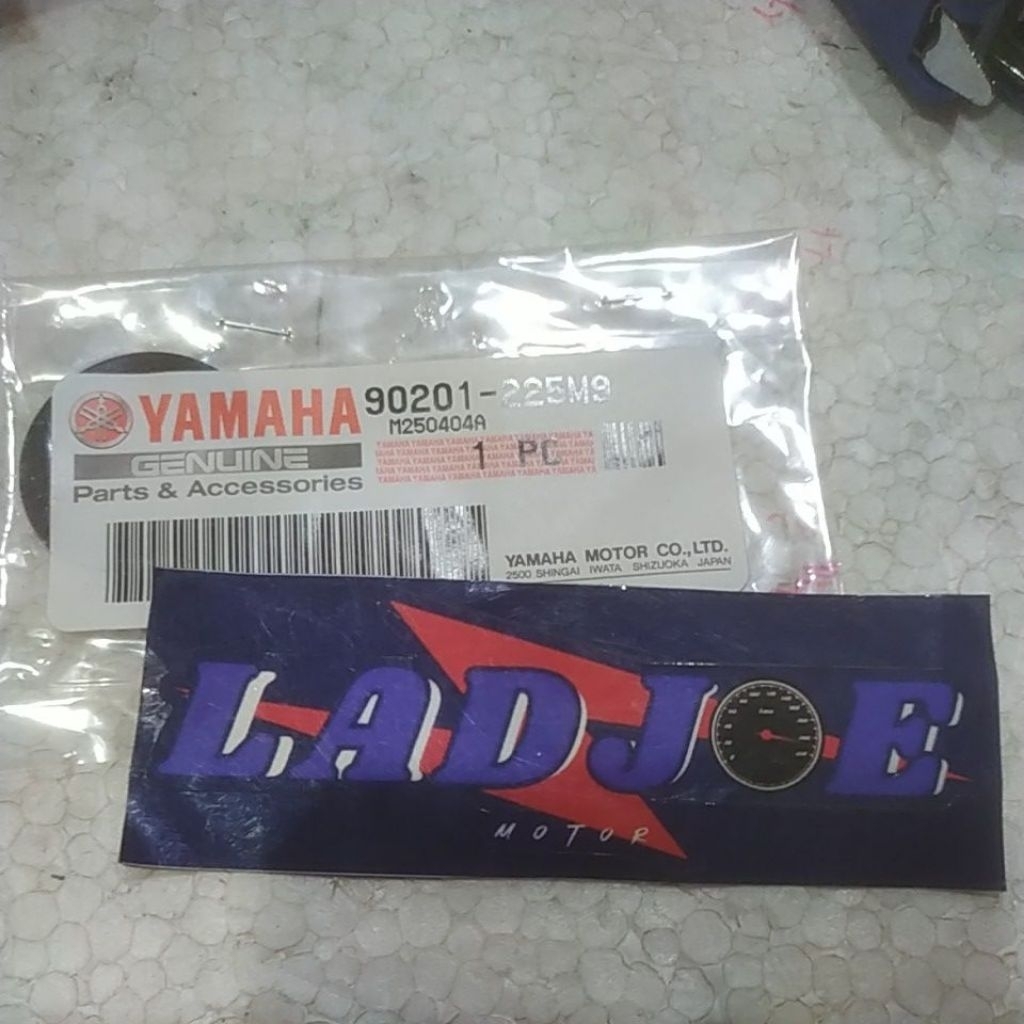 YAMAHA 90201-225M9
M250404A
GENUINE
1 PC
Parts & Accessories
YAMAHA MOTOR CO.,LTD.
2500 SHINGAI IWATA SHIZUOKA JAPAN
LADJOE
MOTOR